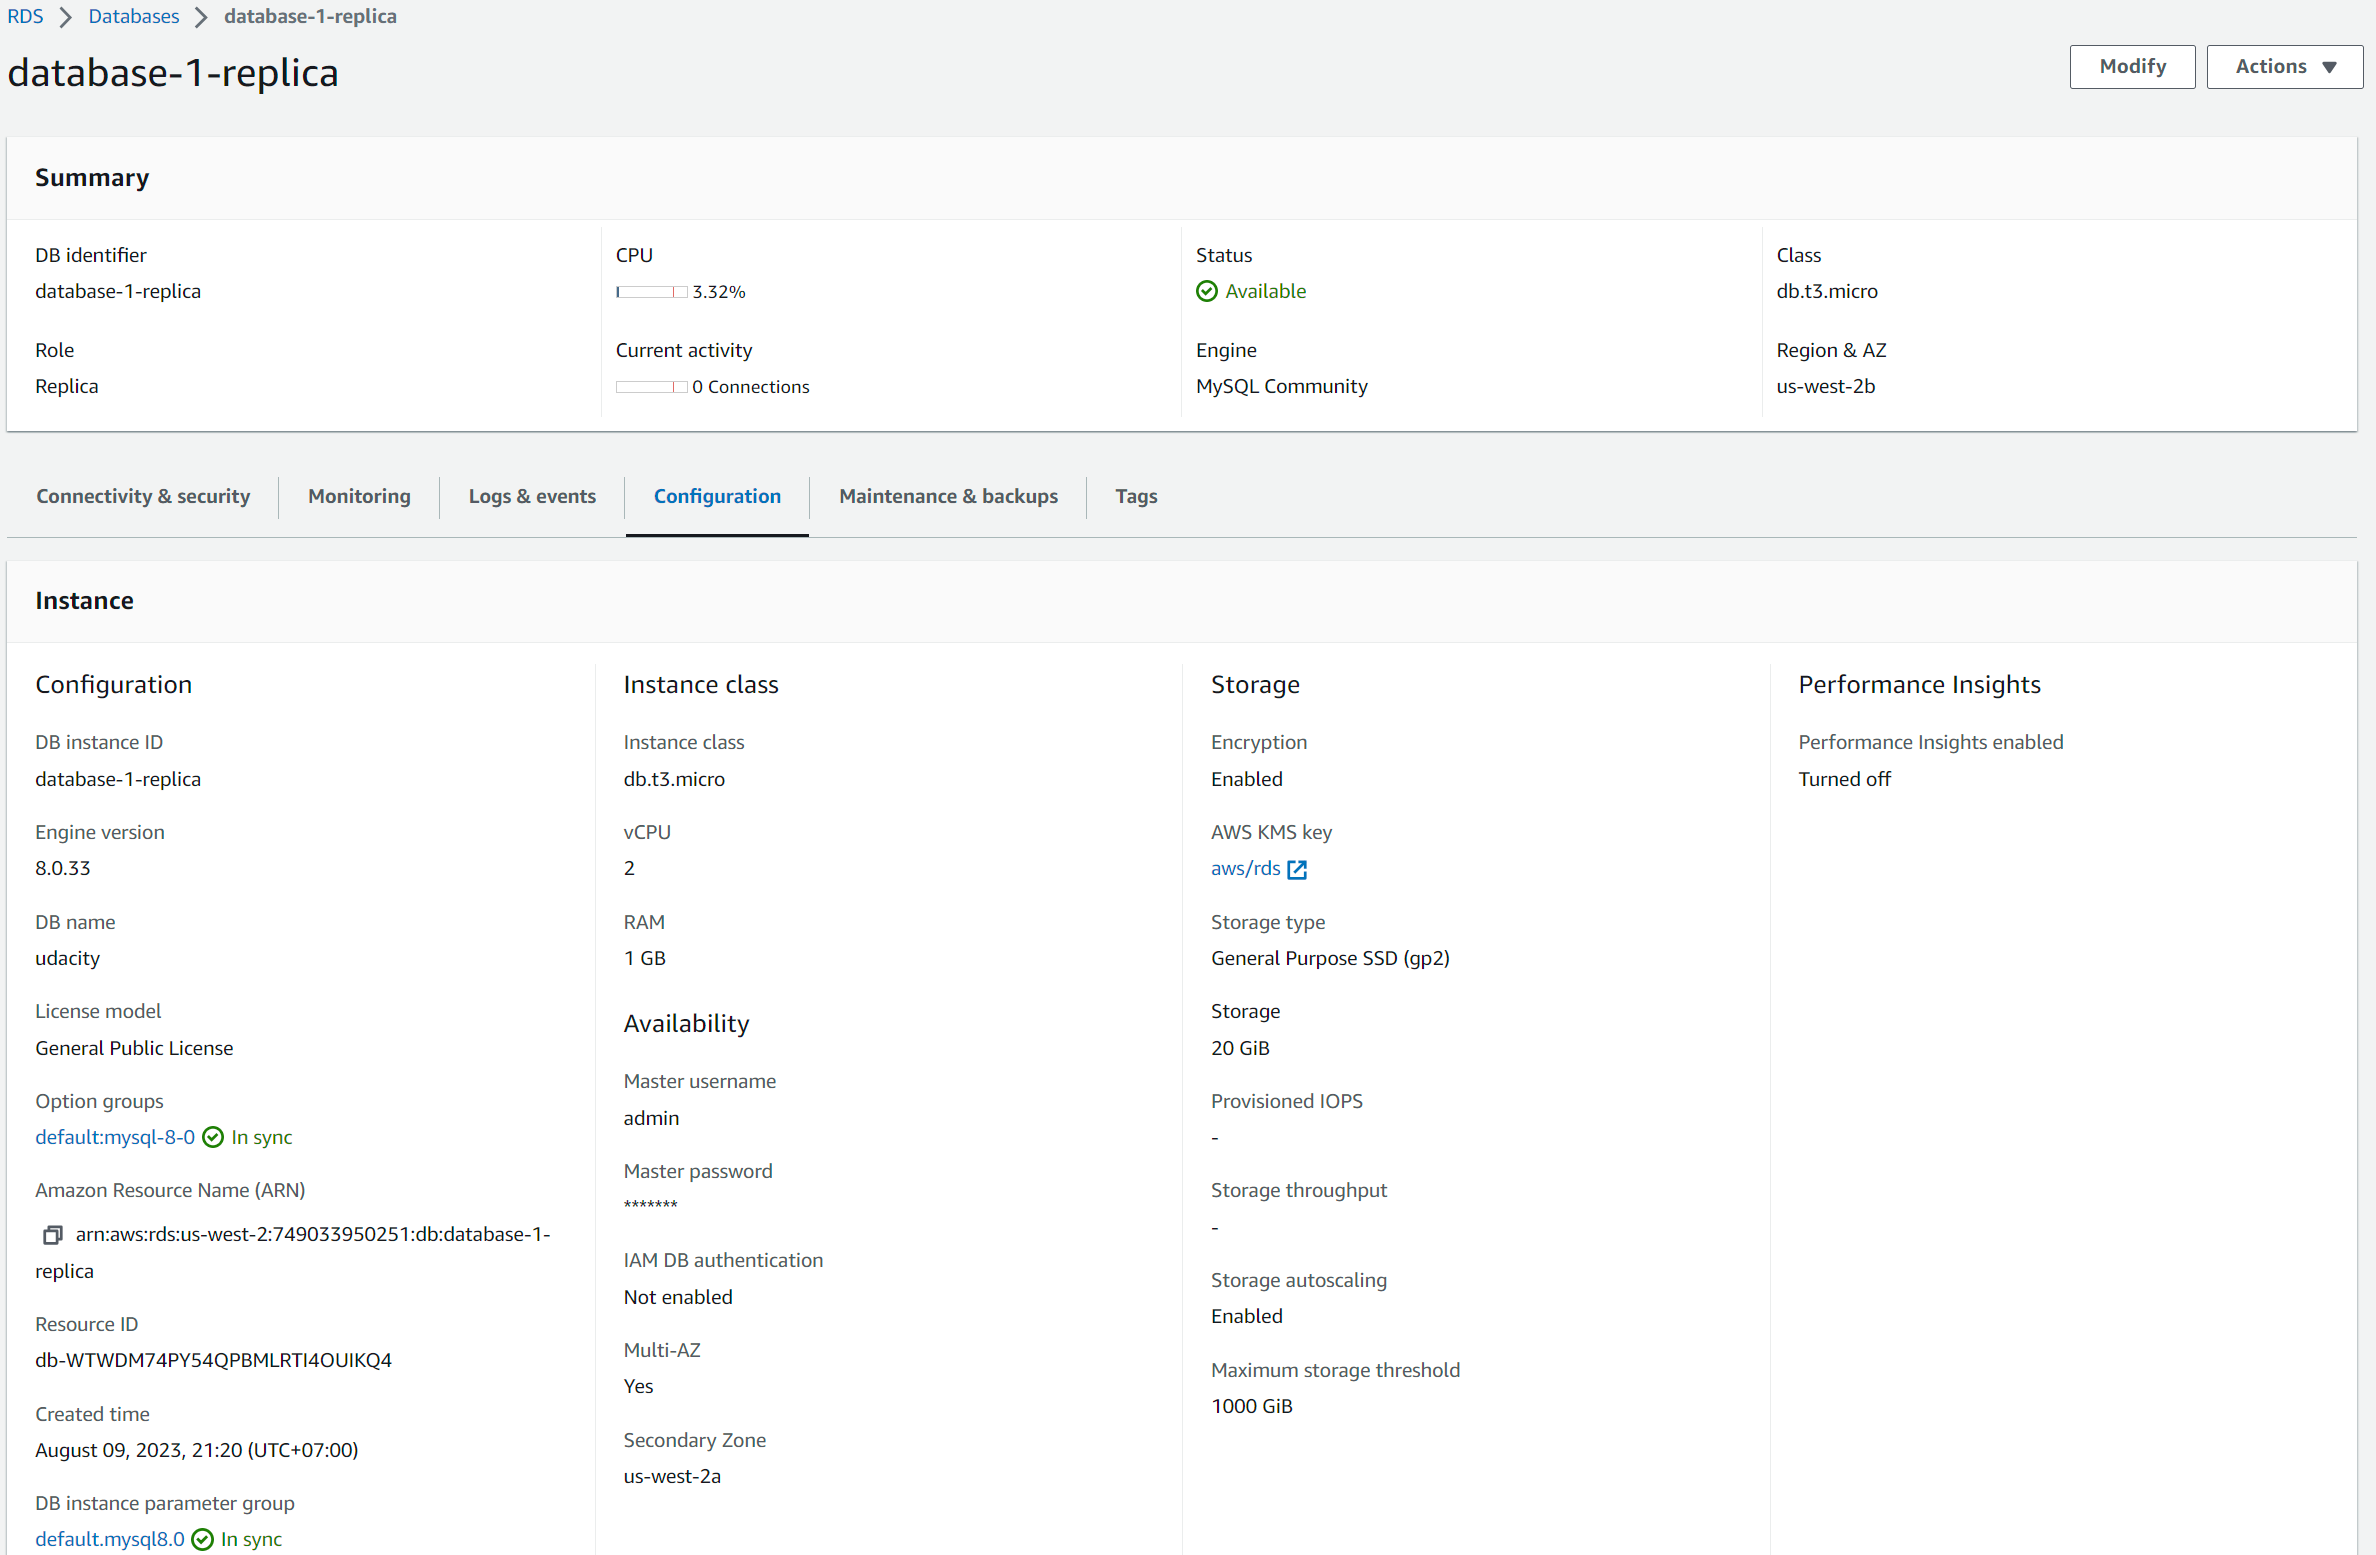 RDS > Databases > database-1-replica
database-1-replica
Modify
Actions
Summary
DB identifier
database-1-replica
CPU
3.32%
Status
Available
Class
db.t3.micro
Role
Replica
Current activity
0 Connections
Engine
MySQL Community
Region & AZ
us-west-2b
Connectivity & security
Monitoring
Logs & events
Configuration
Maintenance & backups
Tags
Instance
Configuration
DB instance ID
database-1-replica
Engine version
8.0.33
DB name
udacity
License model
General Public License
Option groups
default:mysql-8-0 In sync
Amazon Resource Name (ARN)
arn:aws:rds:us-west-2:749033950251:db:database-1-
replica
Resource ID
db-WTWDM74PY54QPBMLRTI4OUIKQ4
Created time
August 09, 2023, 21:20 (UTC+07:00)
DB instance parameter group
default.mysql8.0 In sync
Instance class
Instance class
db.t3.micro
vCPU
2
RAM
1 GB
Availability
Master username
admin
Master password
*******
IAM DB authentication
Not enabled
Multi-AZ
Yes
Secondary Zone
us-west-2a
Storage
Encryption
Enabled
AWS KMS key
aws/rds
Storage type
General Purpose SSD (gp2)
Storage
20 GiB
Provisioned IOPS
-
Storage throughput
-
Storage autoscaling
Enabled
Maximum storage threshold
1000 GiB
Performance Insights
Performance Insights enabled
Turned off